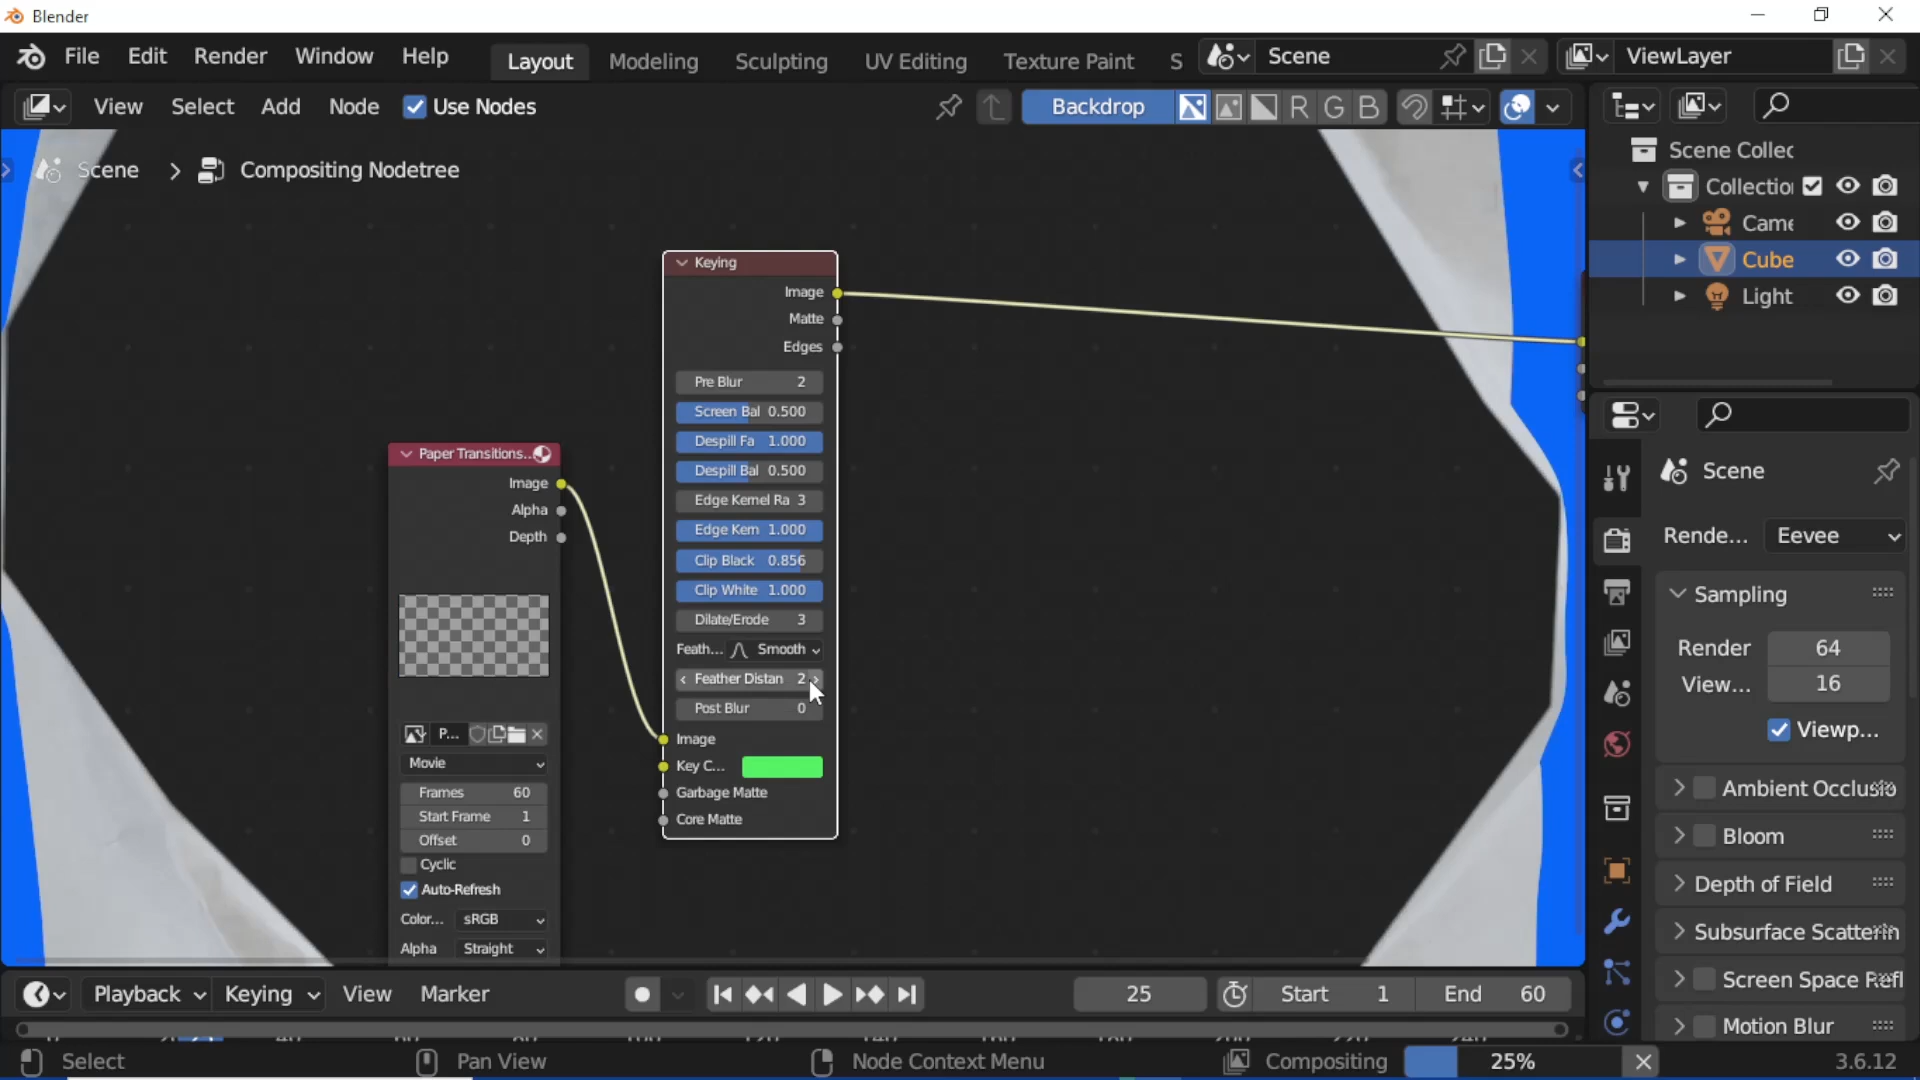 Blender
File Edit Render Window Help Layout Modeling Sculpting UV Editing Texture Paint S Scene ViewLayer
View Select Add Node Use Nodes Backdrop R G B
Scene > Compositing Nodetree
Scene Collec
Collectio
Came
Cube
Light
Keying
Image
Matte
Edges
Pre Blur 2
Screen Bal 0.500
Despill Fa 1.000
Despill Bal 0.500
Edge Kernel Ra 3
Edge Kern 1.000
Clip Black 0.856
Clip White 1.000
Dilate/Erode 3
Feath... Smooth
Feather Distan 2
Post Blur 0
Image
Key C...
Garbage Matte
Core Matte
Paper Transitions...
Image
Alpha
Depth
P...
Movie
Frames 60
Start Frame 1
Offset 0
Cyclic
Auto-Refresh
Color... sRGB
Alpha Straight
Scene
Rende... Eevee
Sampling
Render 64
View... 16
Viewp...
Ambient Occlusio
Bloom
Depth of Field
Subsurface Scatterin
Screen Space Refl
Motion Blur
Playback Keying View Marker 25 Start 1 End 60
Select Pan View Node Context Menu Compositing 25% 3.6.12